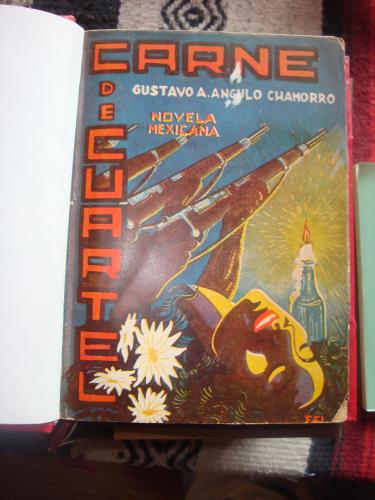 CARNE
DE
CUARTEL
GUSTAVO A. ANGULO CHAMORRO
NOVELA
MEXICANA